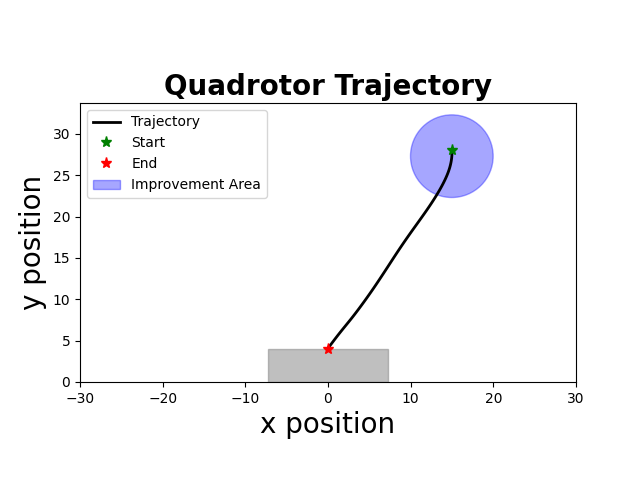 Quadrotor Trajectory
Trajectory
Start
End
Improvement Area
y position
30
25
20
15
10
5
0
−30
−20
−10
0
10
20
30
x position